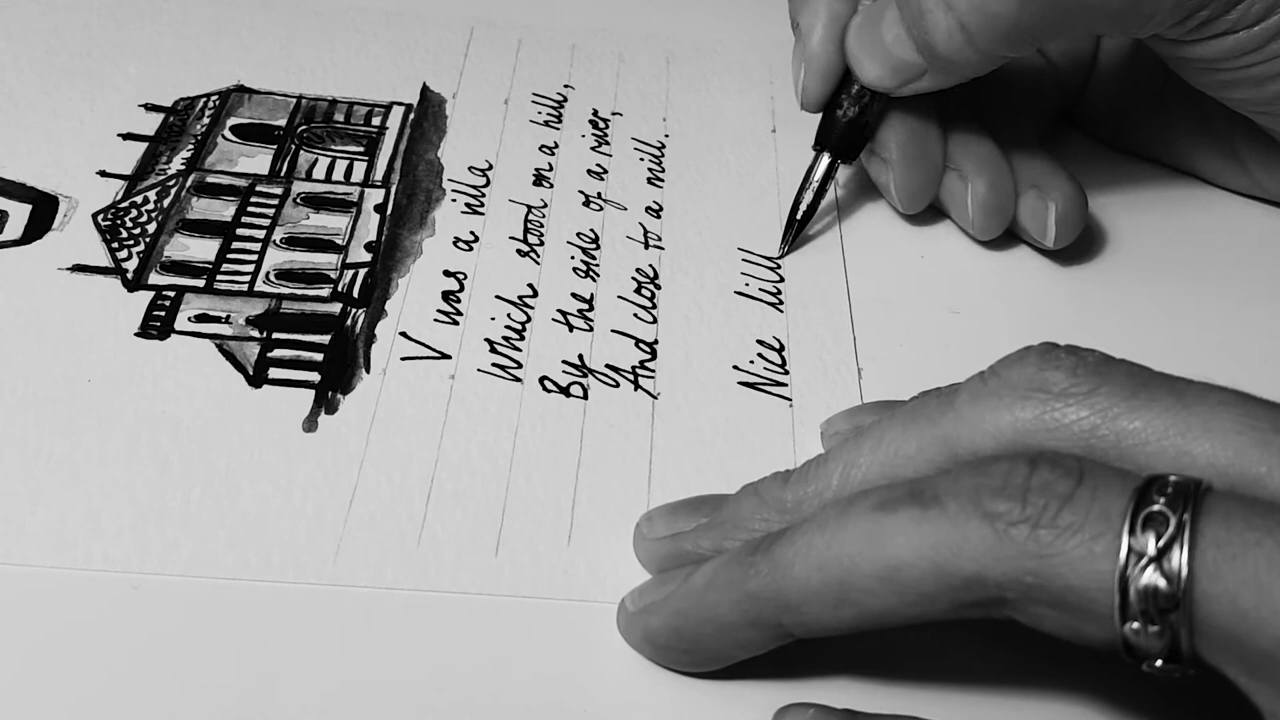 V was a villa
Which stood on a hill,
By the side of a river,
And close to a mill.
Nice lill